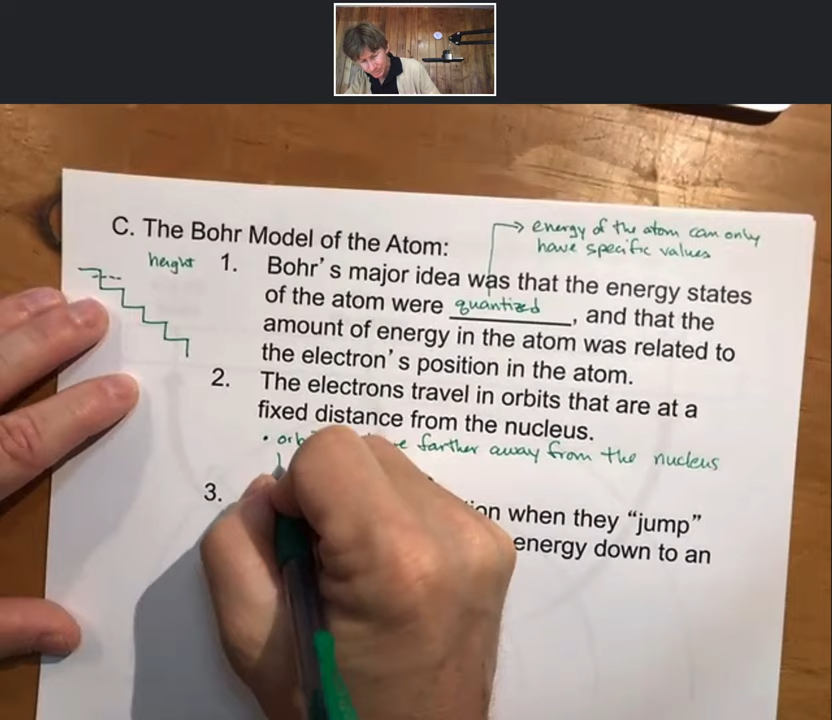 C. The Bohr Model of the Atom:
→ energy of the atom can only
have specific values
height
1. Bohr's major idea was that the energy states
of the atom were quantized, and that the
amount of energy in the atom was related to
the electron's position in the atom.
2. The electrons travel in orbits that are at a
fixed distance from the nucleus.
• farther away from the nucleus
3. when they “jump”
energy down to an